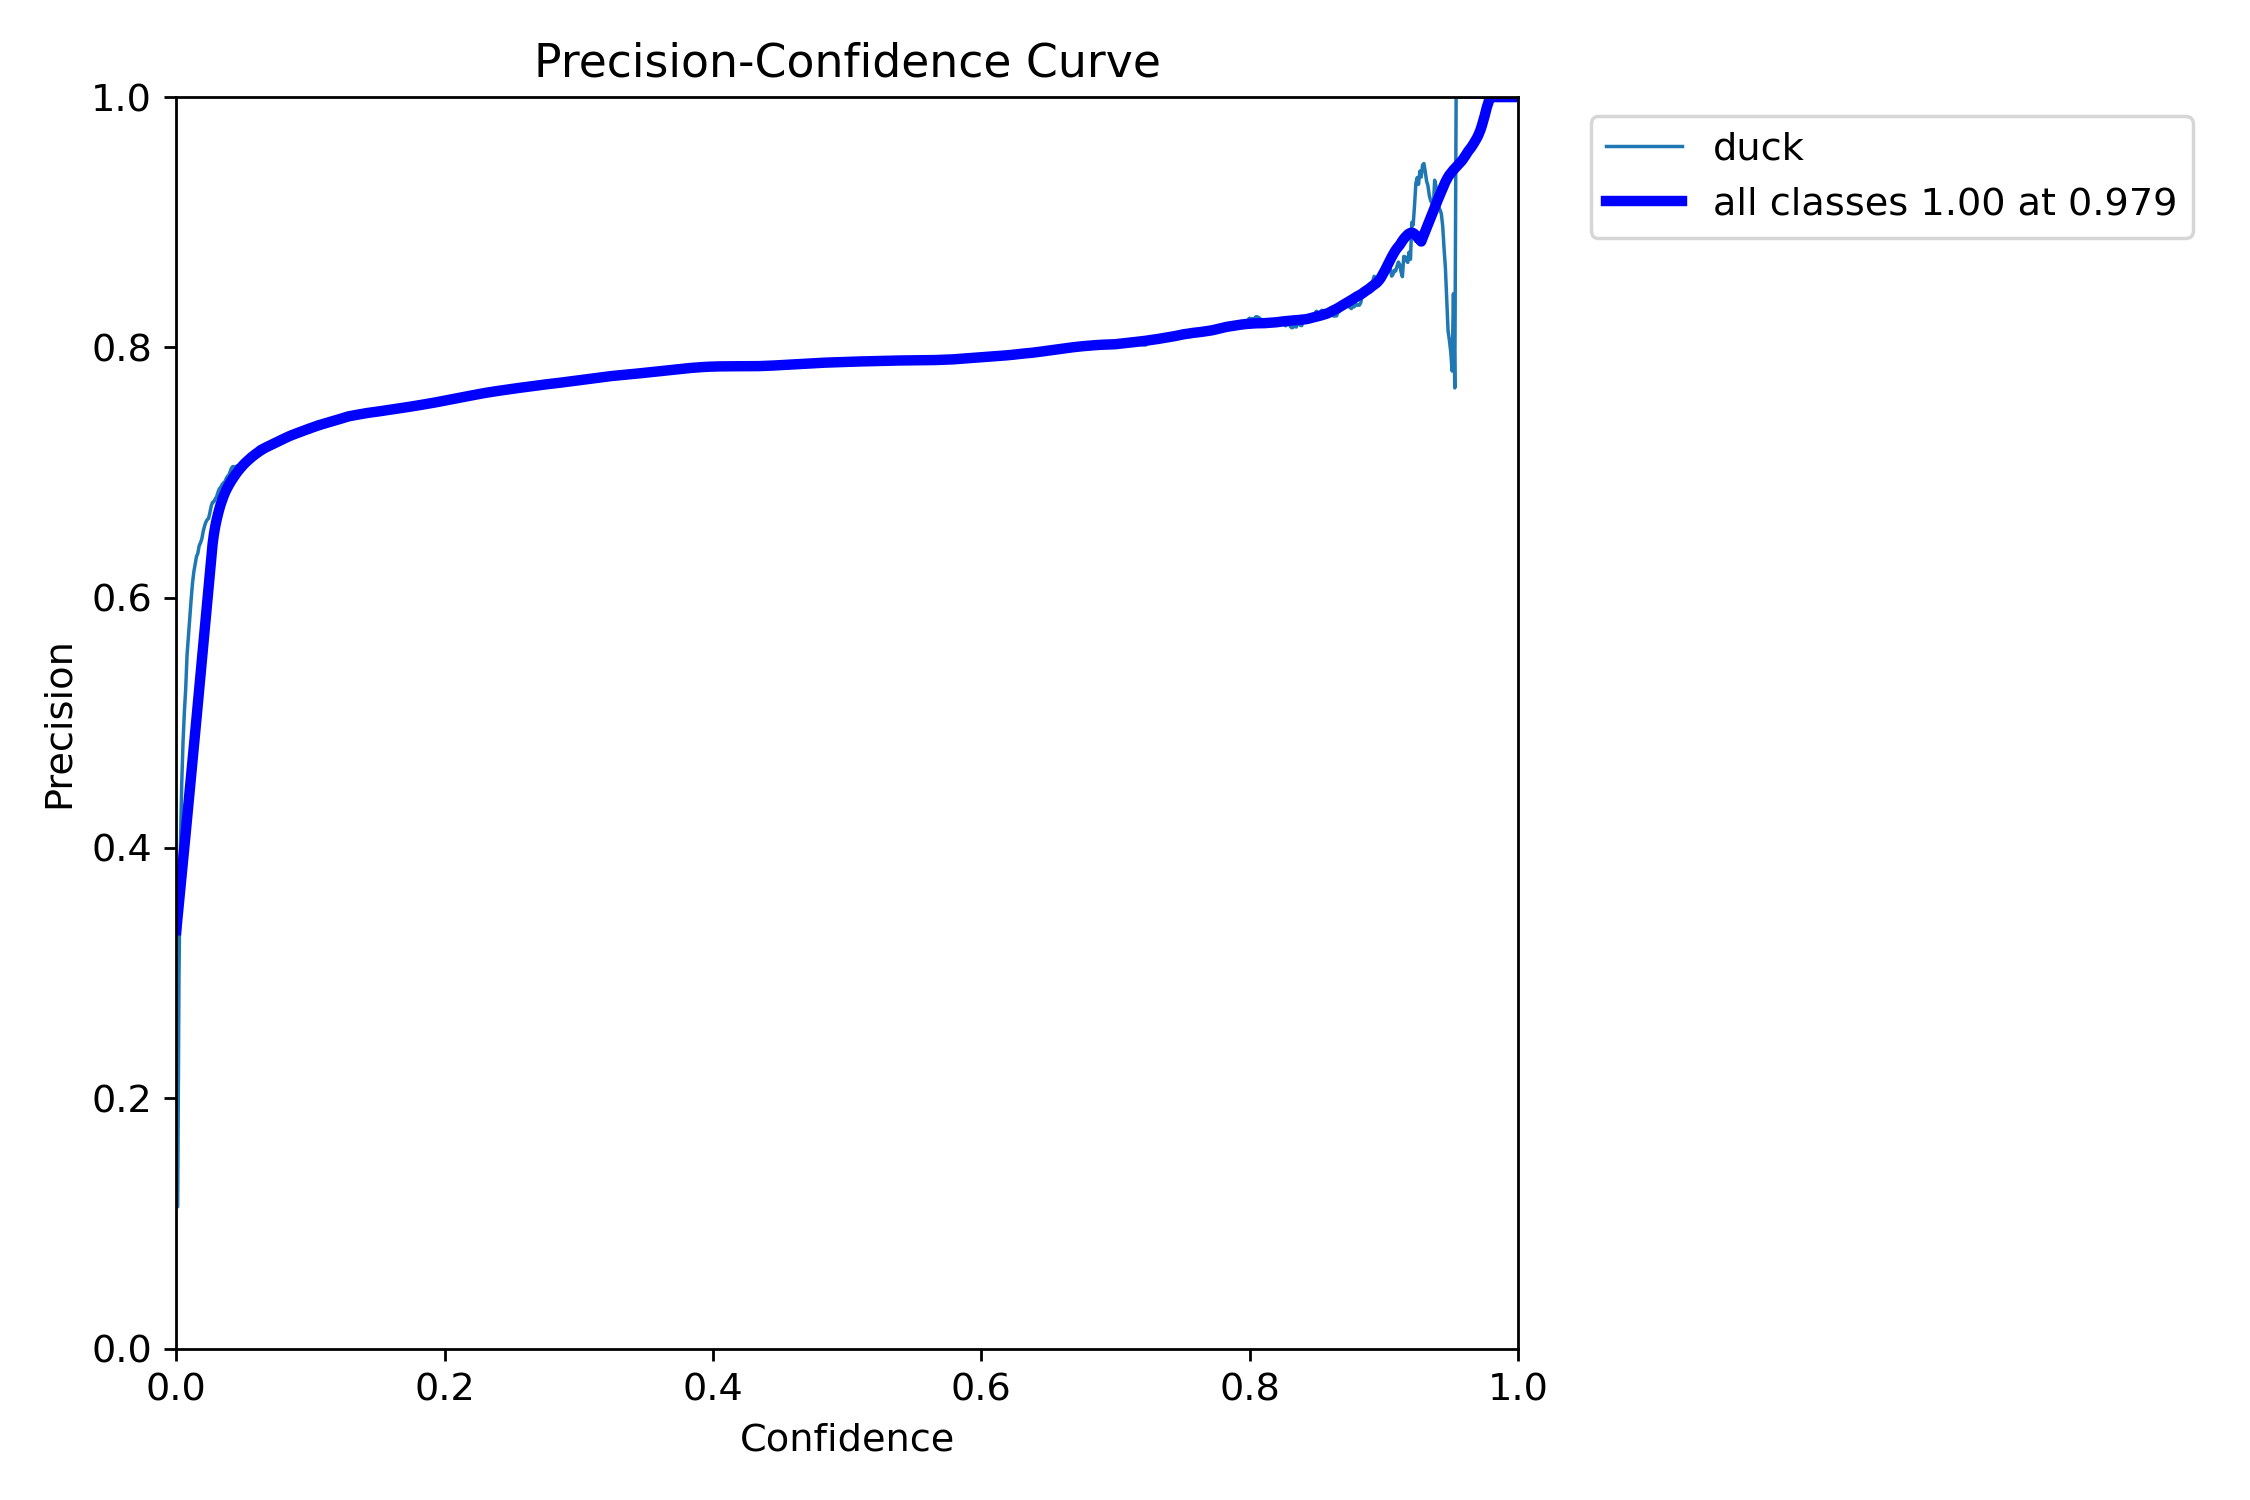 Precision-Confidence Curve
1.0
0.8
0.6
0.4
0.2
0.0
Precision
0.0 0.2 0.4 0.6 0.8 1.0
Confidence
duck
all classes 1.00 at 0.979